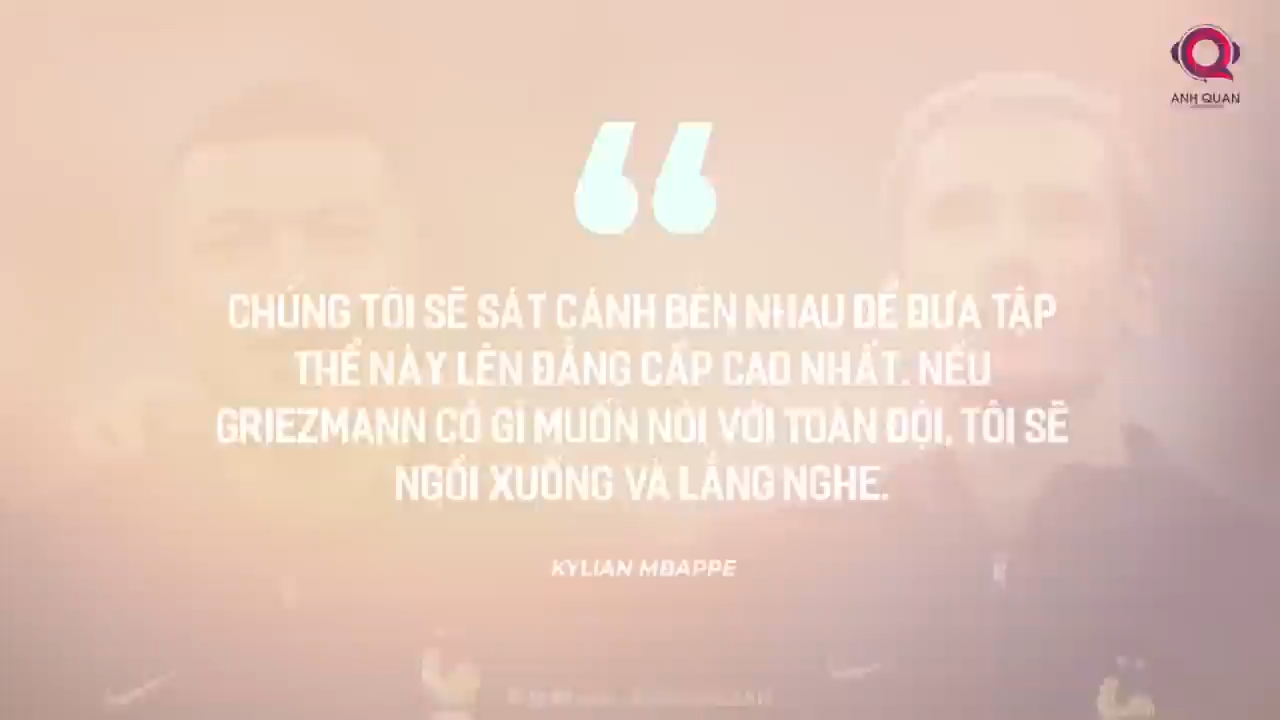 ANH QUAN
“
CHÚNG TÔI SẼ SÁT CÁNH BÊN NHAU ĐỂ ĐƯA TẬP
THỂ NÀY LÊN ĐẲNG CẤP CAO NHẤT. NẾU
GRIEZMANN CÓ GÌ MUỐN NÓI VỚI TOÀN ĐỘI, TÔI SẼ
NGỒI XUỐNG VÀ LẮNG NGHE.
KYLIAN MBAPPE